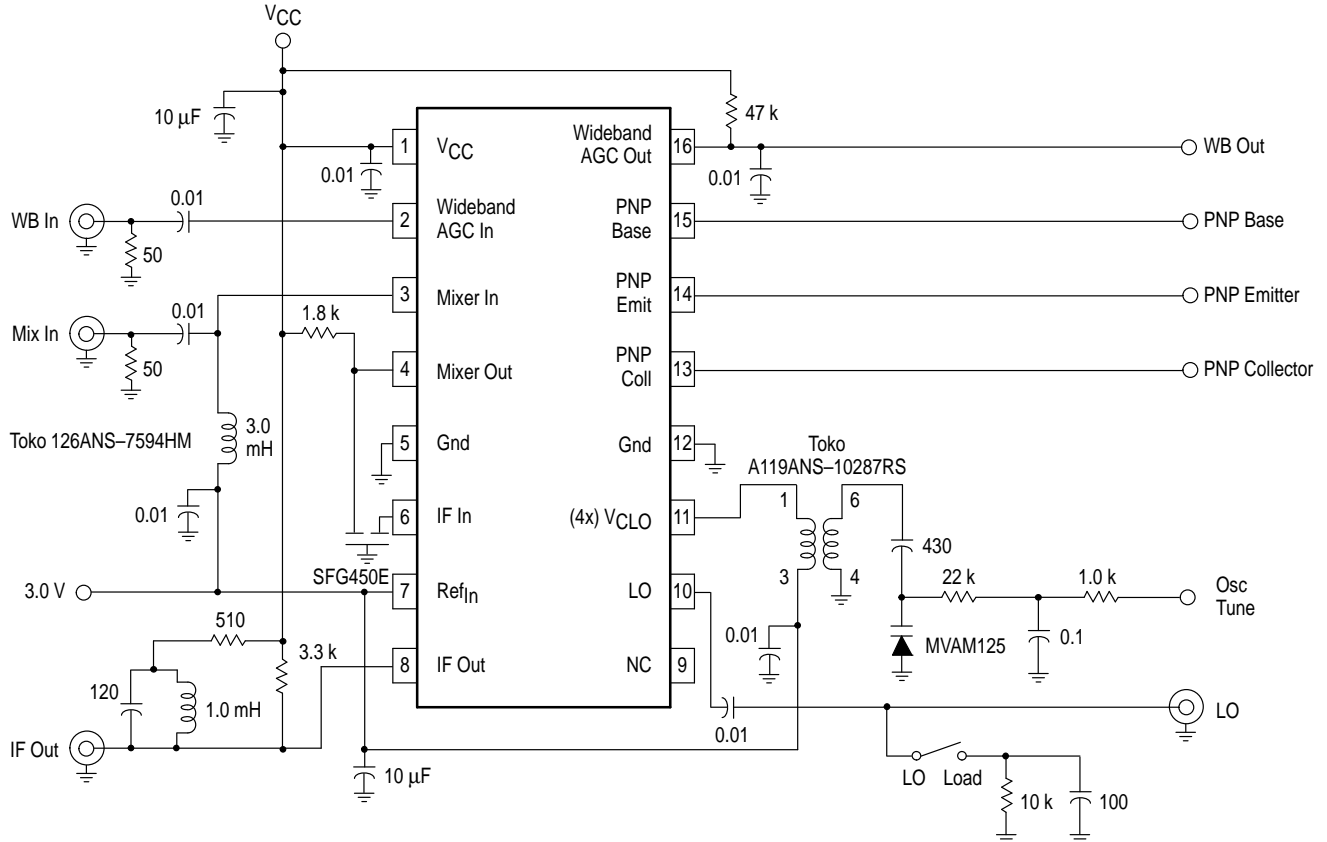 VCC
10 μF
47 k
1
VCC
Wideband
AGC Out
16
WB Out
0.01
0.01
0.01
WB In
50
2
Wideband
AGC In
PNP
Base
15
PNP Base
0.01
Mix In
50
3
Mixer In
PNP
Emit
14
PNP Emitter
1.8 k
4
Mixer Out
PNP
Coll
13
PNP Collector
Toko 126ANS–7594HM
3.0
mH
5
Gnd
Gnd
12
Toko
A119ANS–10287RS
1
6
3
4
0.01
6
IF In
(4x) VCLO
11
430
SFG450E
3.0 V
7
RefIn
LO
10
22 k
1.0 k
Osc
Tune
0.01
MVAM125
0.1
510
3.3 k
8
IF Out
NC
9
120
1.0 mH
0.01
LO
IF Out
10 μF
LO Load
10 k
100